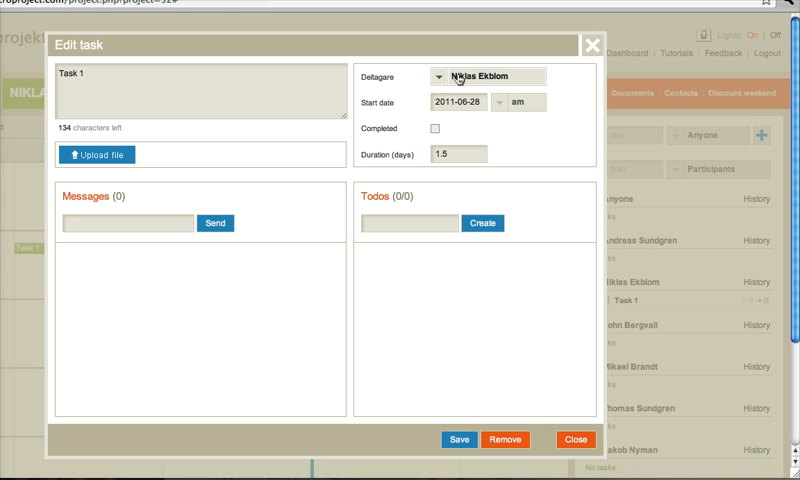 Edit task
Task 1
134 characters left
Upload file
Deltagare
Niklas Ekblom
Start date
2011-06-28
am
Completed
Duration (days)
1.5
Messages (0)
Send
Todos (0/0)
Create
Save
Remove
Close
Lights: On | Off
Dashboard | Tutorials | Feedback | Logout
Documents | Contacts | Discount weekend
Anyone
Participants
Anyone History
Andreas Sundgren History
Niklas Ekblom History
Task 1
John Bergvall History
Mikael Brandt History
Thomas Sundgren History
Jakob Nyman History
No tasks
Task 1
NIKLA